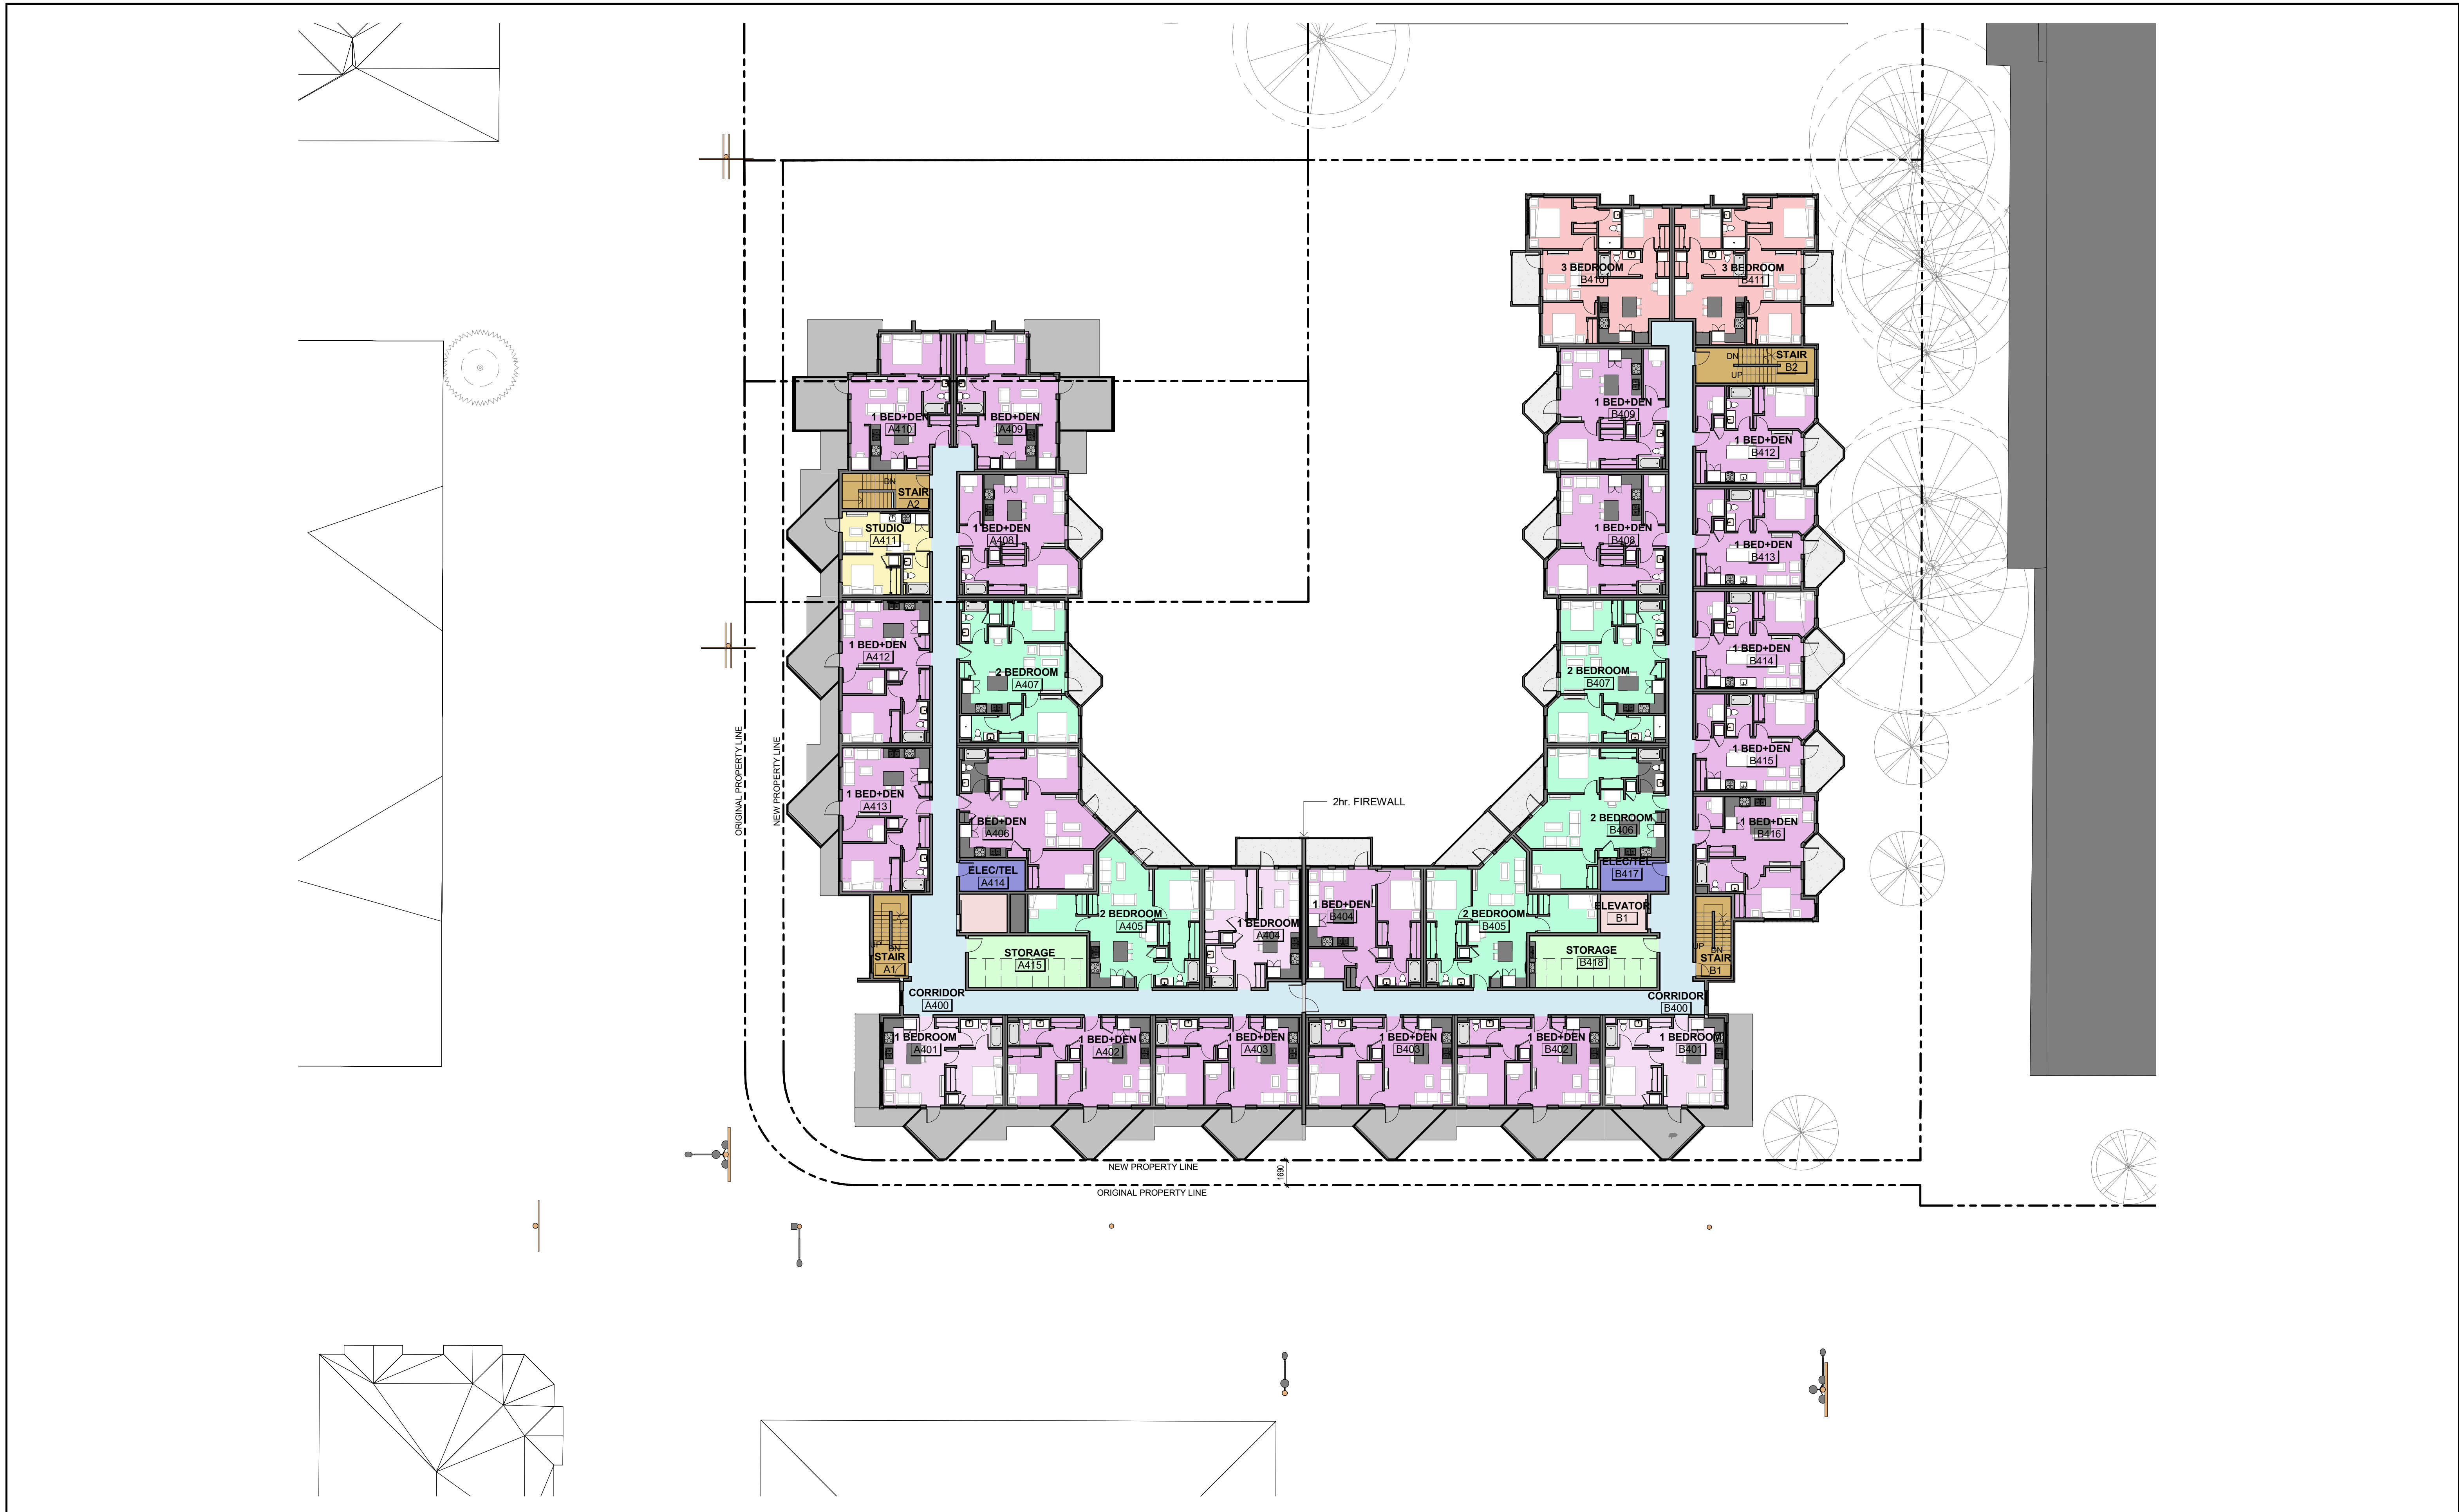 3 BEDROOM
B410
3 BEDROOM
B411
DN
UP
STAIR
B2
1 BED+DEN
A410
1 BED+DEN
A409
1 BED+DEN
B409
1 BED+DEN
B412
DN
STAIR
A2
STUDIO
A411
1 BED+DEN
A408
1 BED+DEN
B408
1 BED+DEN
B413
1 BED+DEN
A412
2 BEDROOM
A407
2 BEDROOM
B407
1 BED+DEN
B414
ORIGINAL PROPERTY LINE
NEW PROPERTY LINE
1 BED+DEN
A413
1 BED+DEN
A406
2hr. FIREWALL
2 BEDROOM
B406
1 BED+DEN
B415
1 BED+DEN
B416
ELEC/TEL
A414
ELEC/TEL
B417
2 BEDROOM
A405
1 BEDROOM
A404
1 BED+DEN
B404
2 BEDROOM
B405
ELEVATOR
B1
UP
DN
STAIR
A1
STORAGE
A415
STORAGE
B418
UP
DN
STAIR
B1
CORRIDOR
A400
CORRIDOR
B400
1 BEDROOM
A401
1 BED+DEN
A402
1 BED+DEN
A403
1 BED+DEN
B403
1 BED+DEN
B402
1 BEDROOM
B401
NEW PROPERTY LINE
1690
ORIGINAL PROPERTY LINE